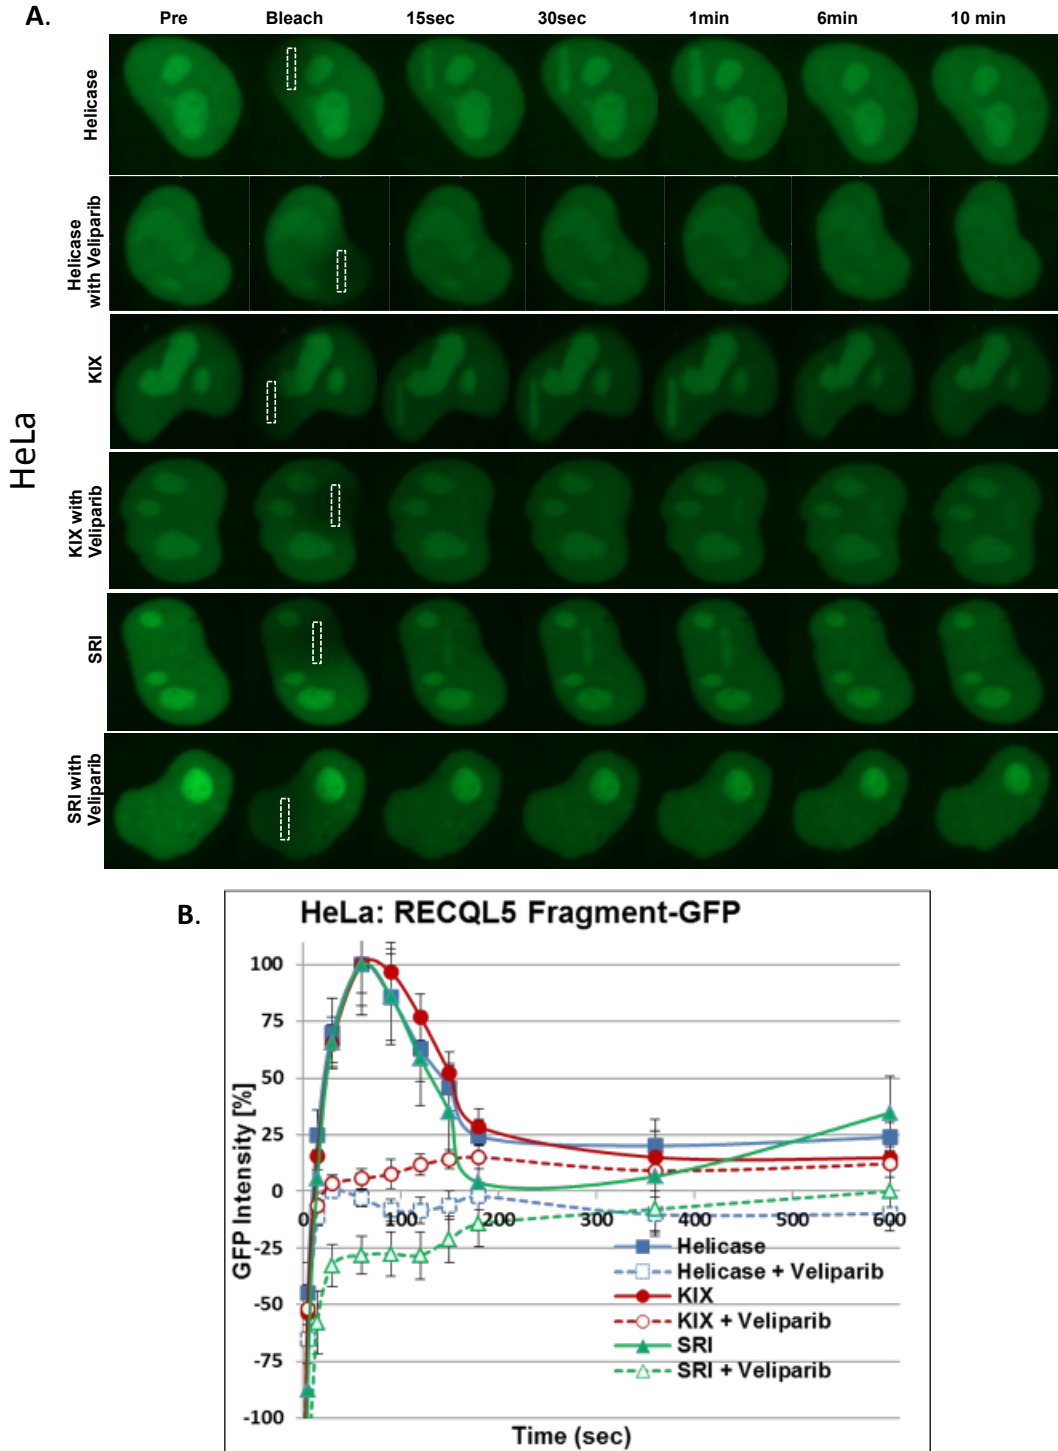 A.
Pre Bleach 15sec 30sec 1min 6min 10 min
HeLa
Helicase
Helicase
with Veliparib
KIX
KIX with
Veliparib
SRI
SRI with
Veliparib
B.
HeLa: RECQL5 Fragment-GFP
GFP Intensity [%]
100
75
50
25
0
-25
-50
-75
-100
0 100 200 300 400 500 600
Helicase
Helicase + Veliparib
KIX
KIX + Veliparib
SRI
SRI + Veliparib
Time (sec)